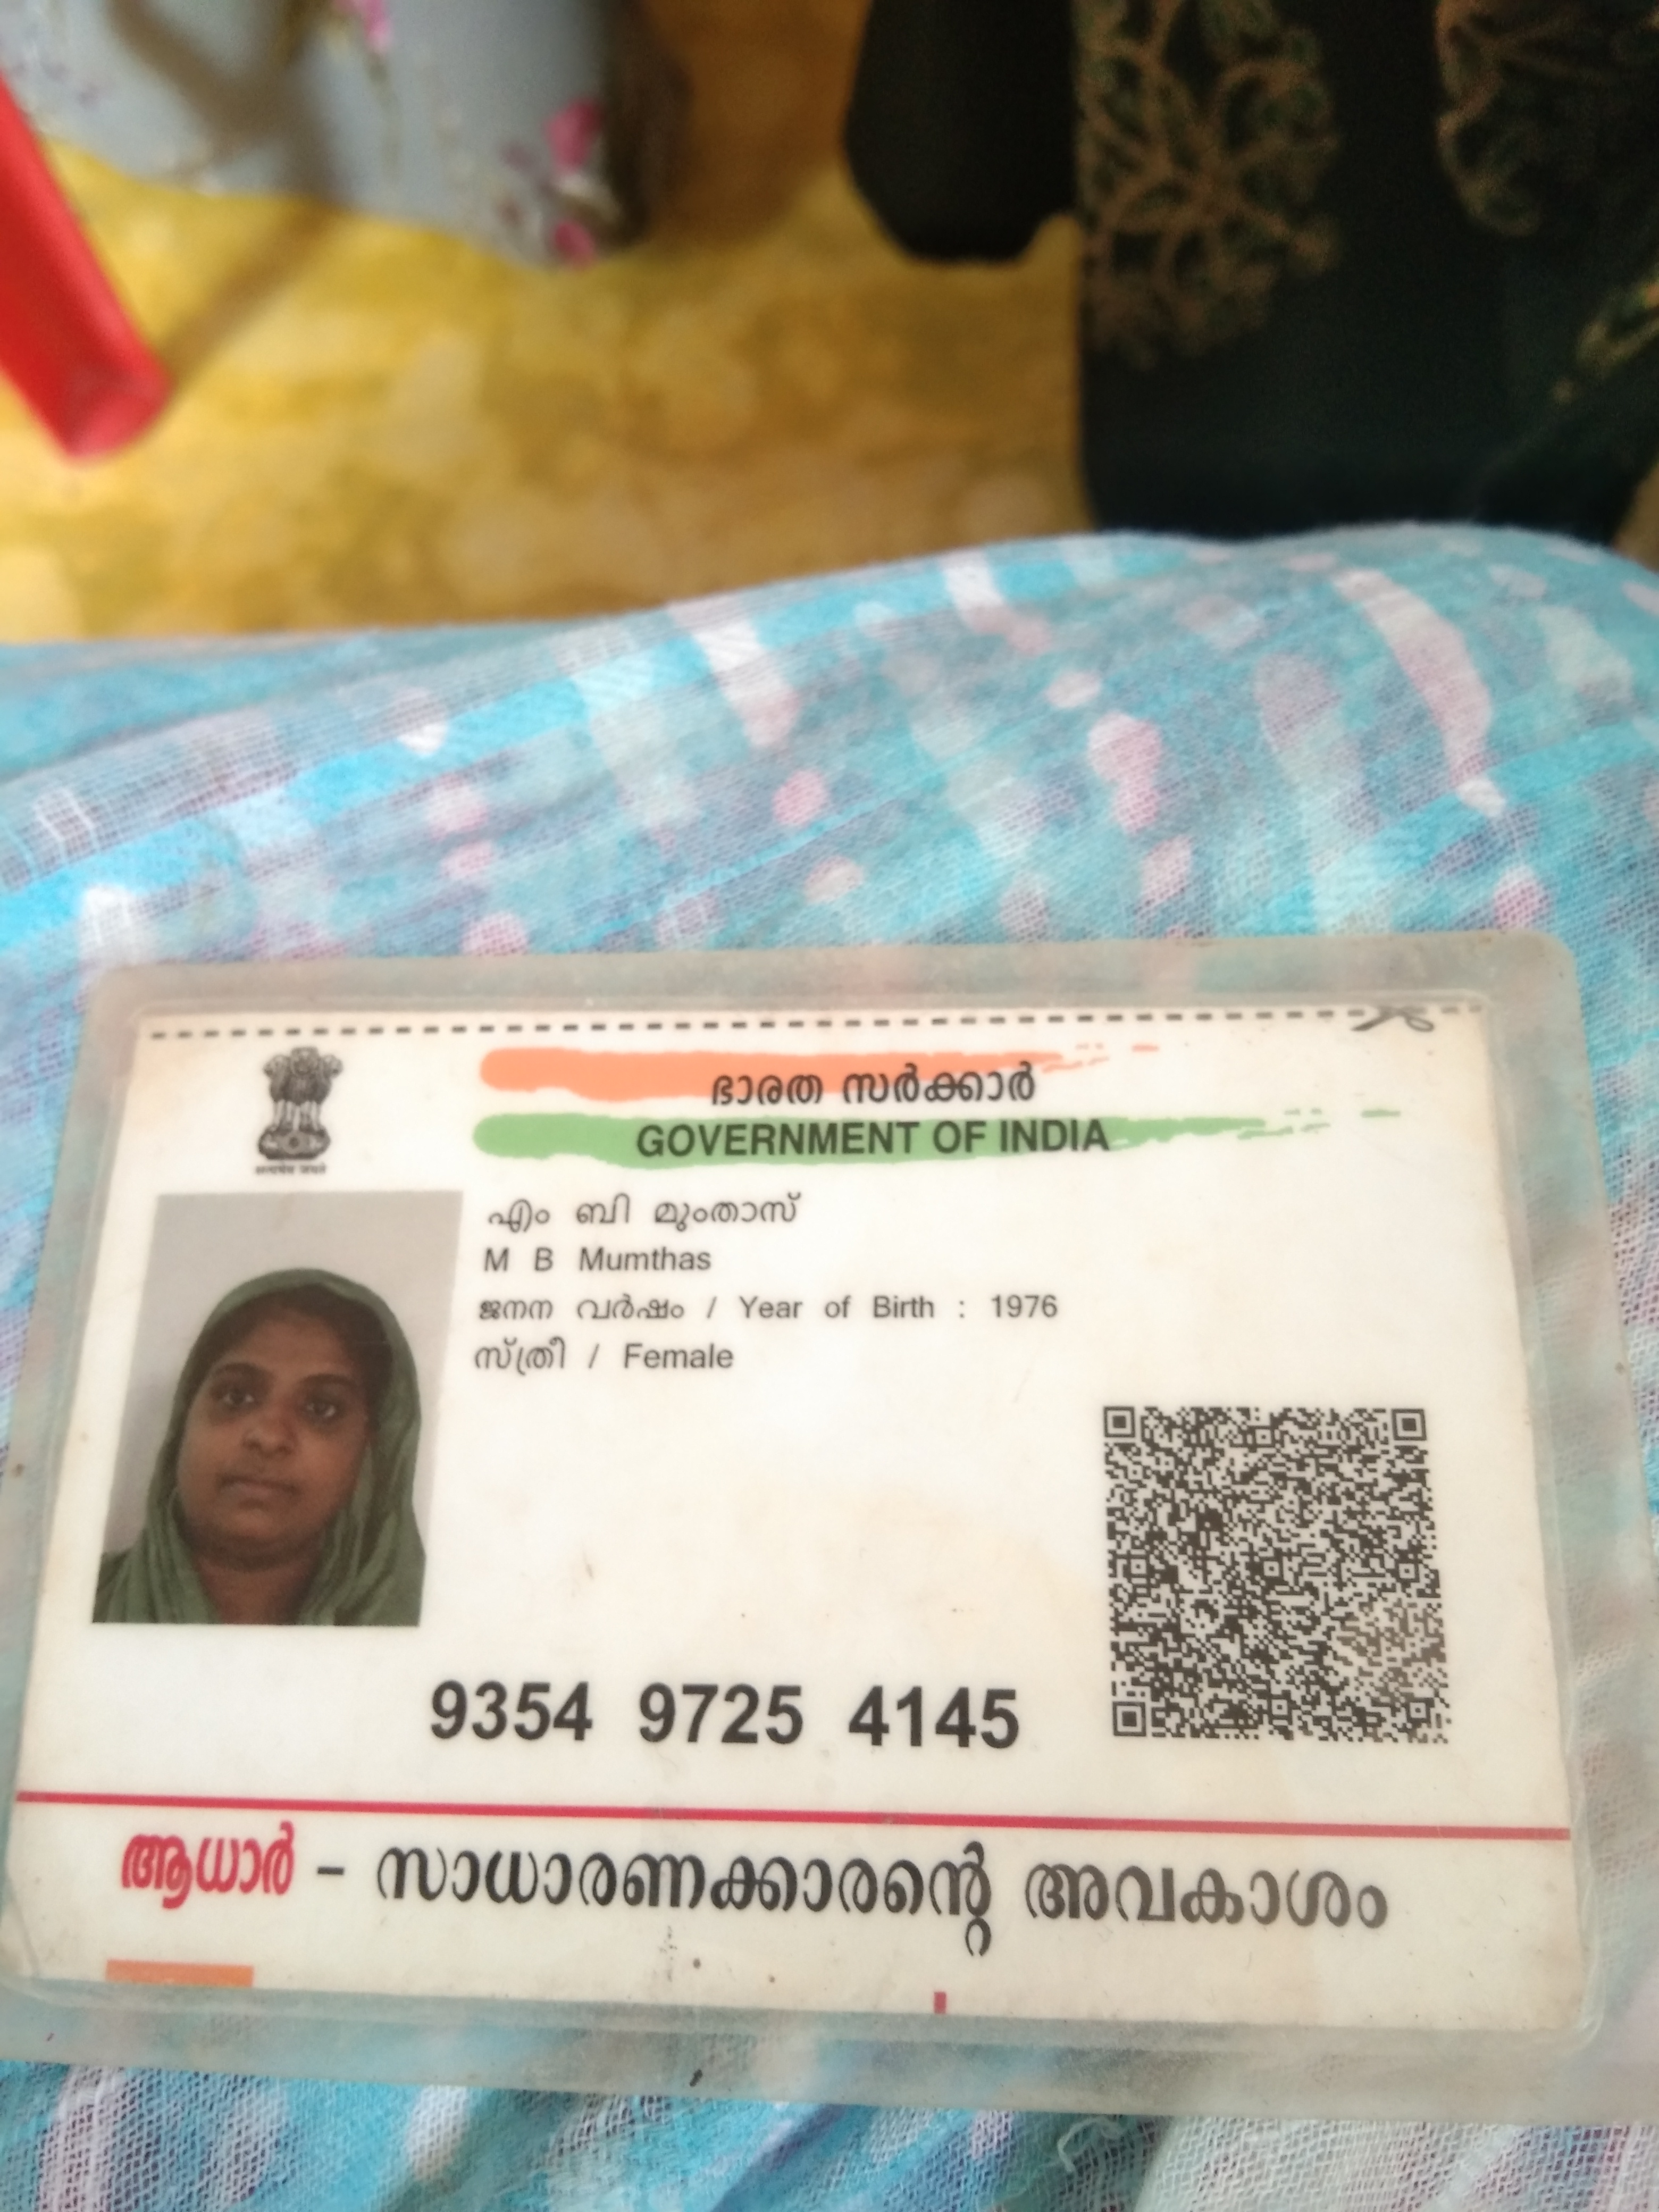 ഭാരത സർക്കാർ
GOVERNMENT OF INDIA
എം ബി മുംതാസ്
M B Mumthas
ജനന വർഷം / Year of Birth : 1976
സ്ത്രീ / Female
9354 9725 4145
ആധാർ - സാധാരണക്കാരന്റെ അവകാശം